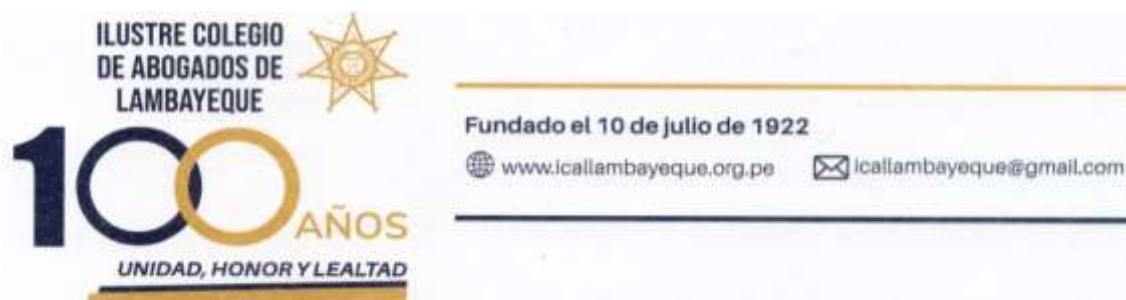 ILUSTRE COLEGIO
DE ABOGADOS DE
LAMBAYEQUE
100
AÑOS
UNIDAD, HONOR Y LEALTAD
Fundado el 10 de julio de 1922
www.icallambayeque.org.pe icallambayeque@gmail.com